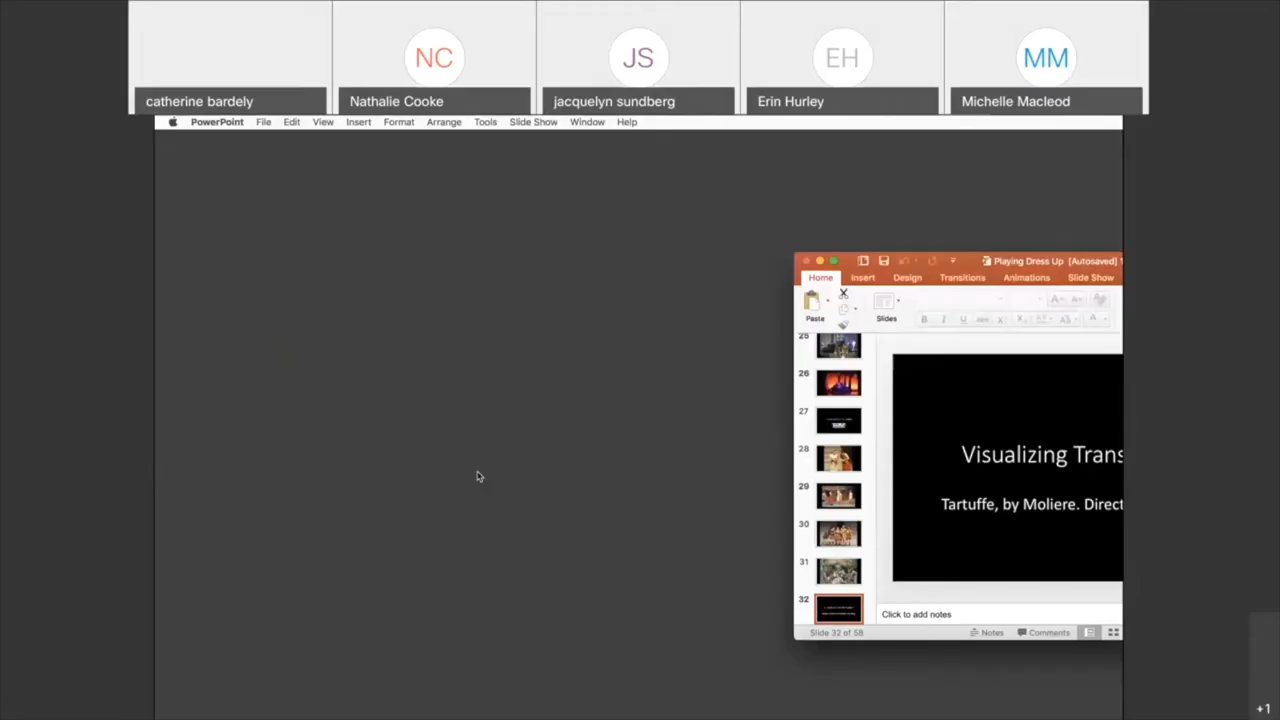 NC
JS
EH
MM
catherine bardely
Nathalie Cooke
jacquelyn sundberg
Erin Hurley
Michelle Macleod
PowerPoint File Edit View Insert Format Arrange Tools Slide Show Window Help
Playing Dress Up [Autosaved]
Home Insert Design Transitions Animations Slide Show
Paste
Slides
B I U abc X
25
26
27
28
29
30
31
32
Visualizing Trans
Tartuffe, by Moliere. Direct
Click to add notes
Slide 32 of 58 Notes Comments
+1